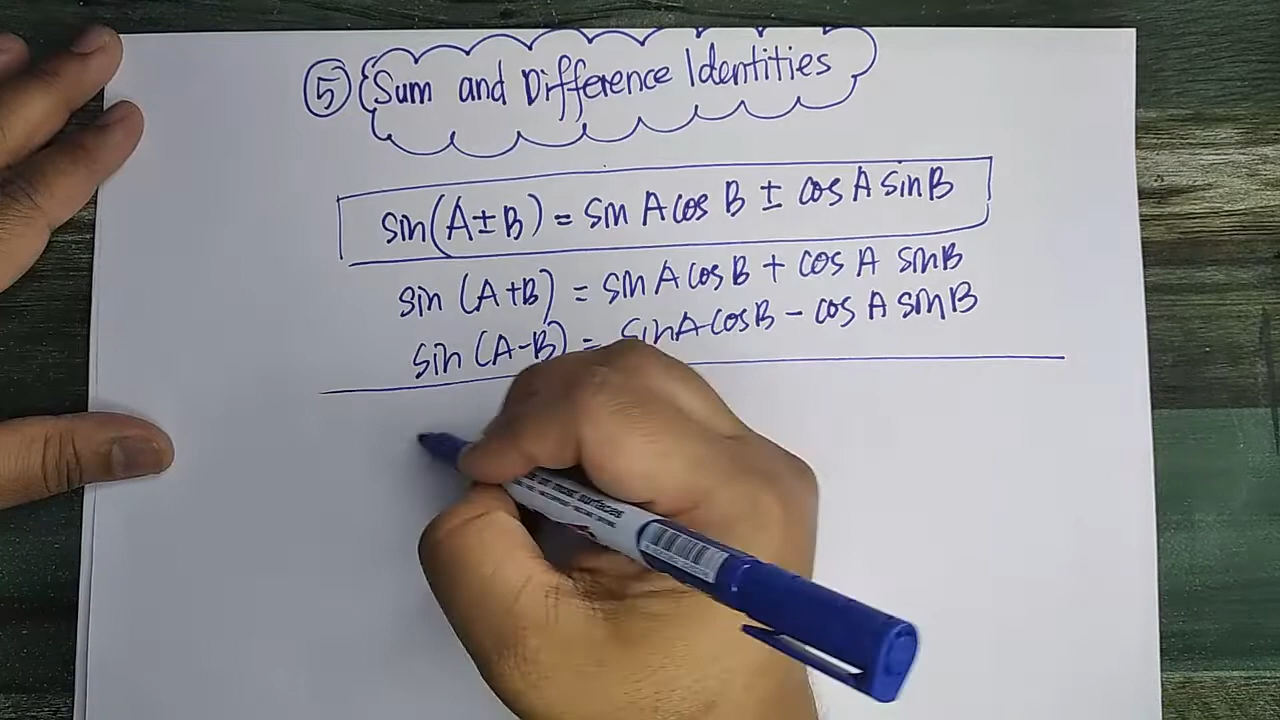 ⑤ Sum and Difference Identities
sin(A±B) = sin A cos B ± cos A sin B
sin (A+B) = sin A cos B + cos A sin B
sin (A-B) = sin A cos B - cos A sin B